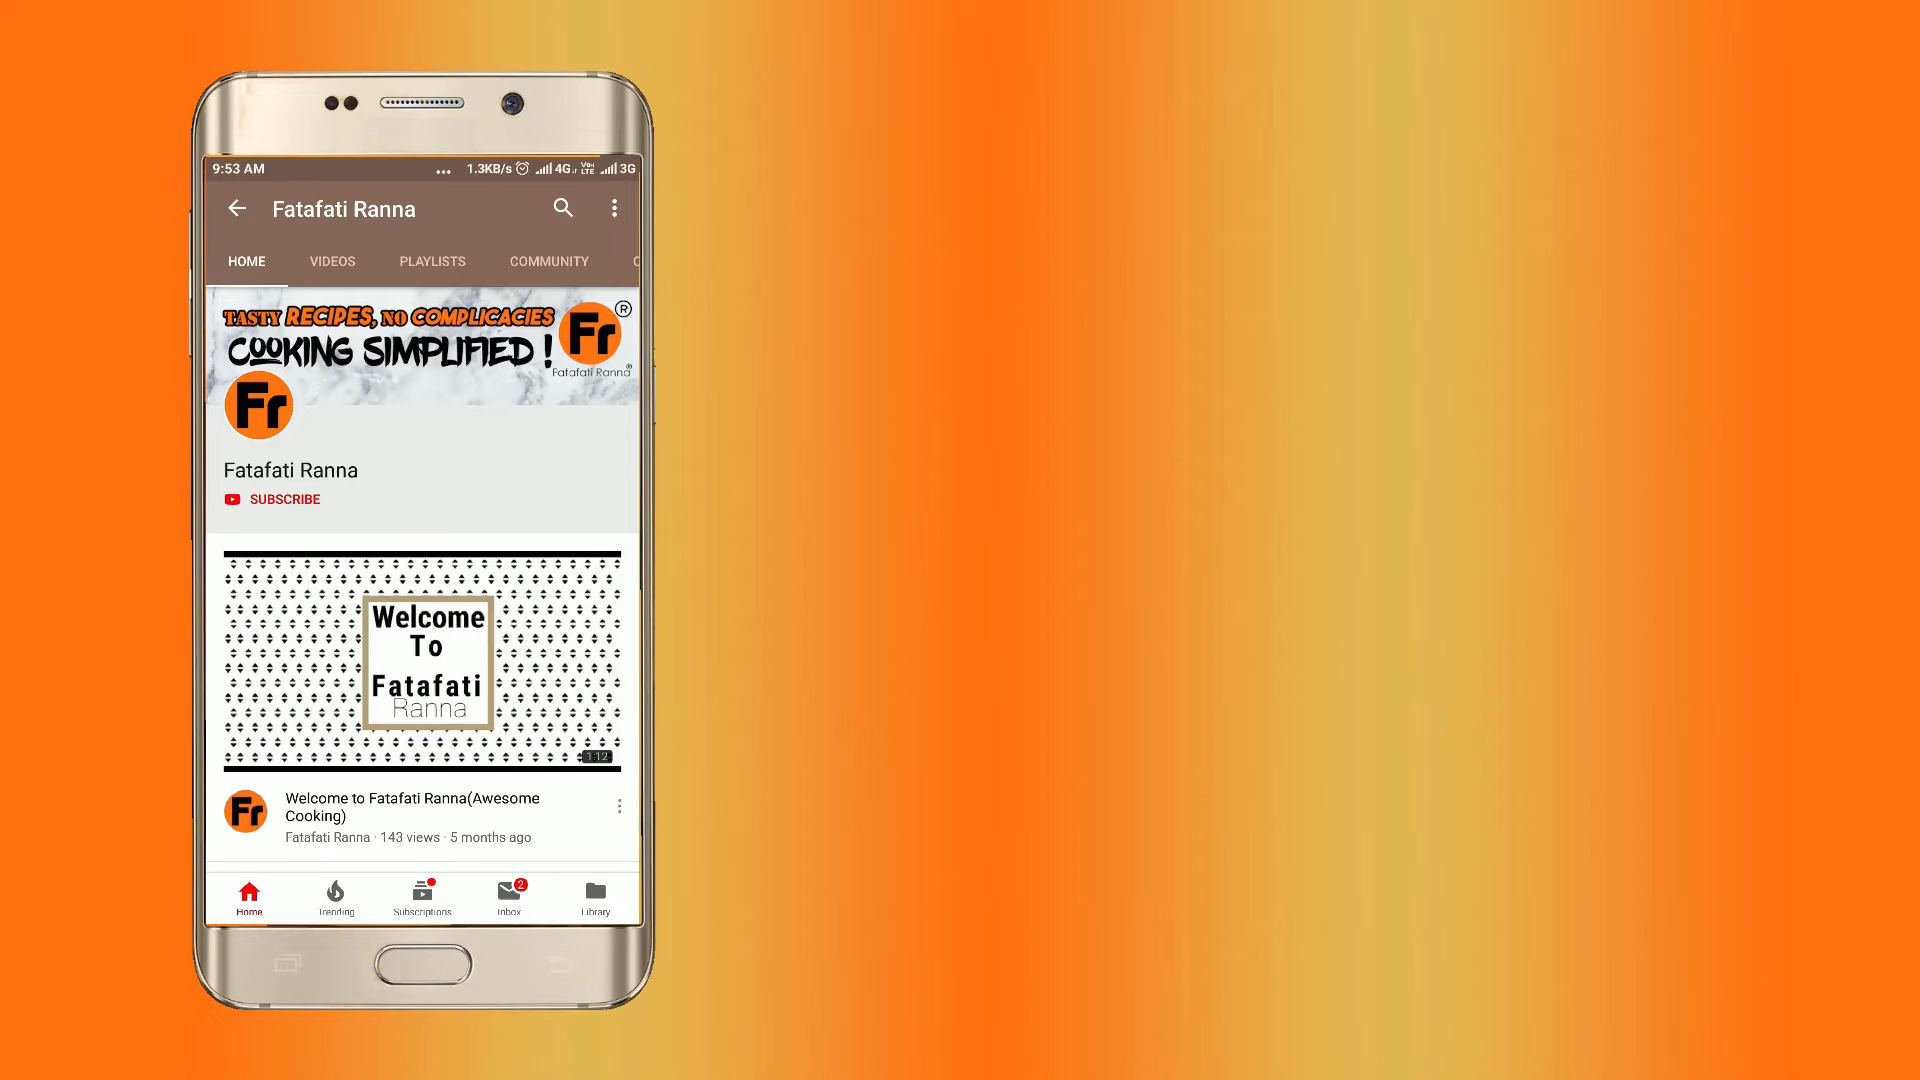 9:53 AM ... 1.3KB/s 4G VoLTE 3G
Fatafati Ranna
HOME VIDEOS PLAYLISTS COMMUNITY C
TASTY RECIPES, NO COMPLICACIES
COOKING SIMPLIFIED !
Fr ®
Fatafati Ranna®
Fr
Fatafati Ranna
SUBSCRIBE
Welcome
To
Fatafati
Ranna
1:12
Fr
Welcome to Fatafati Ranna(Awesome
Cooking)
Fatafati Ranna · 143 views · 5 months ago
2
Home Trending Subscriptions Inbox Library